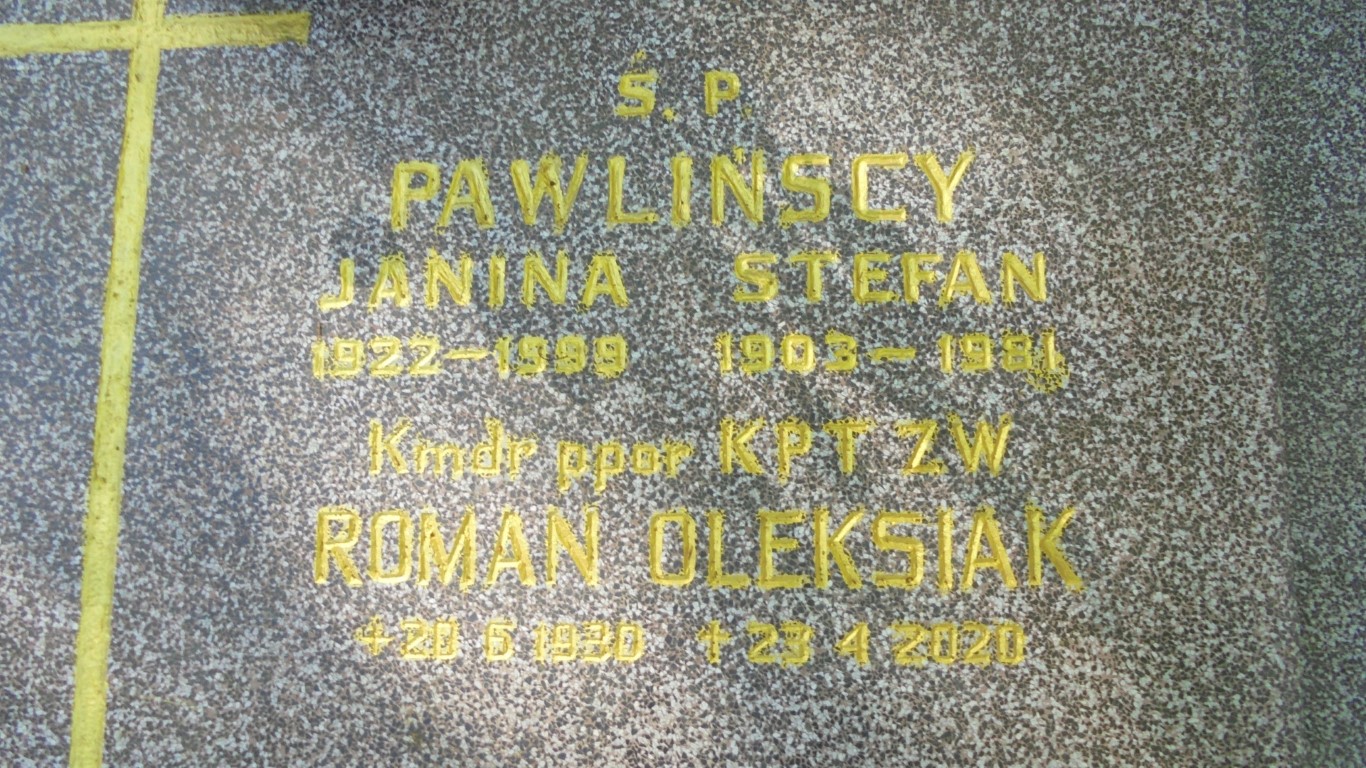 Ś. P.
PAWLIŃSCY
JANINA STEFAN
1922-1999 1903-1981
Kmdr ppor KPT ZW
ROMAN OLEKSIAK
+ 20 6 1930 † 23 4 2020